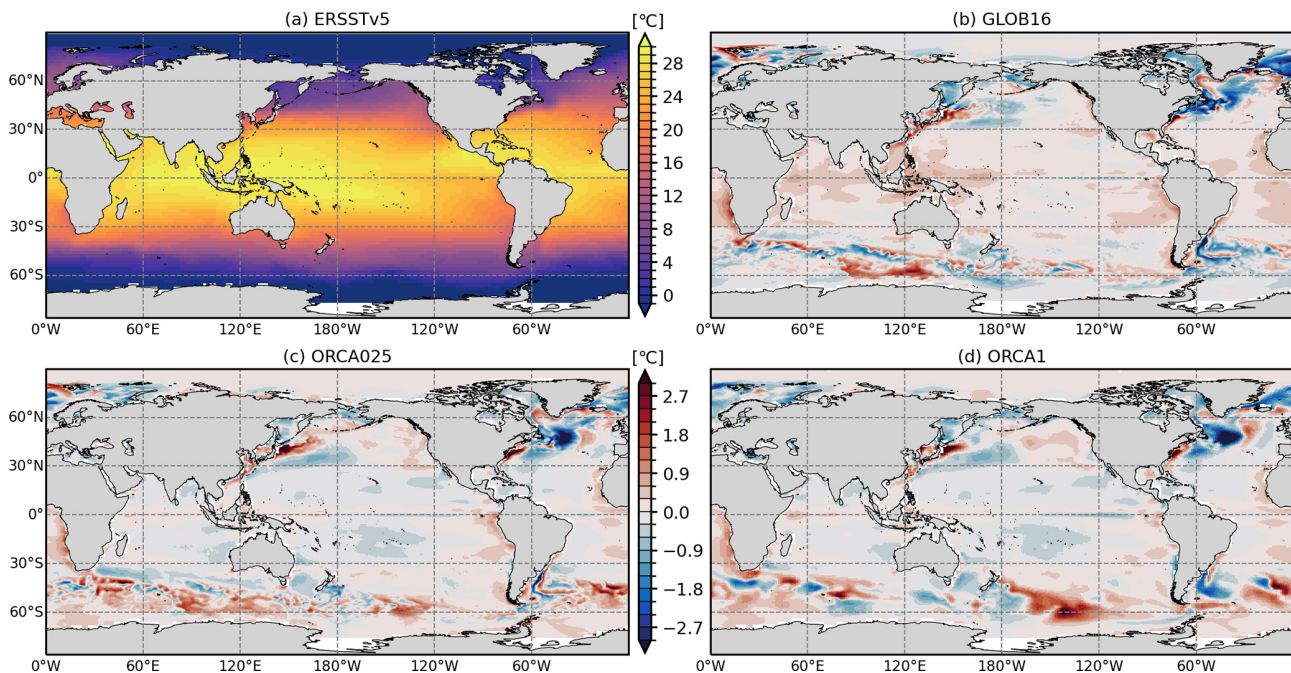 (a) ERSSTv5
[℃]
(b) GLOB16
60°N
30°N
0°
30°S
60°S
0°W
60°E
120°E
180°W
120°W
60°W
28
24
20
16
12
8
4
0
0°W
60°E
120°E
180°W
120°W
60°W
(c) ORCA025
[℃]
(d) ORCA1
60°N
30°N
0°
30°S
60°S
0°W
60°E
120°E
180°W
120°W
60°W
2.7
1.8
0.9
0.0
−0.9
−1.8
−2.7
0°W
60°E
120°E
180°W
120°W
60°W